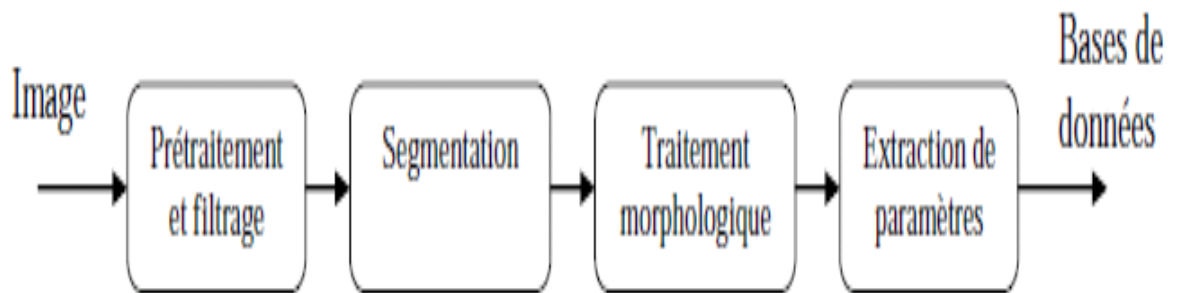 Image
Prétraitement
et filtrage
Segmentation
Traitement
morphologique
Extraction de
paramètres
Bases de
données